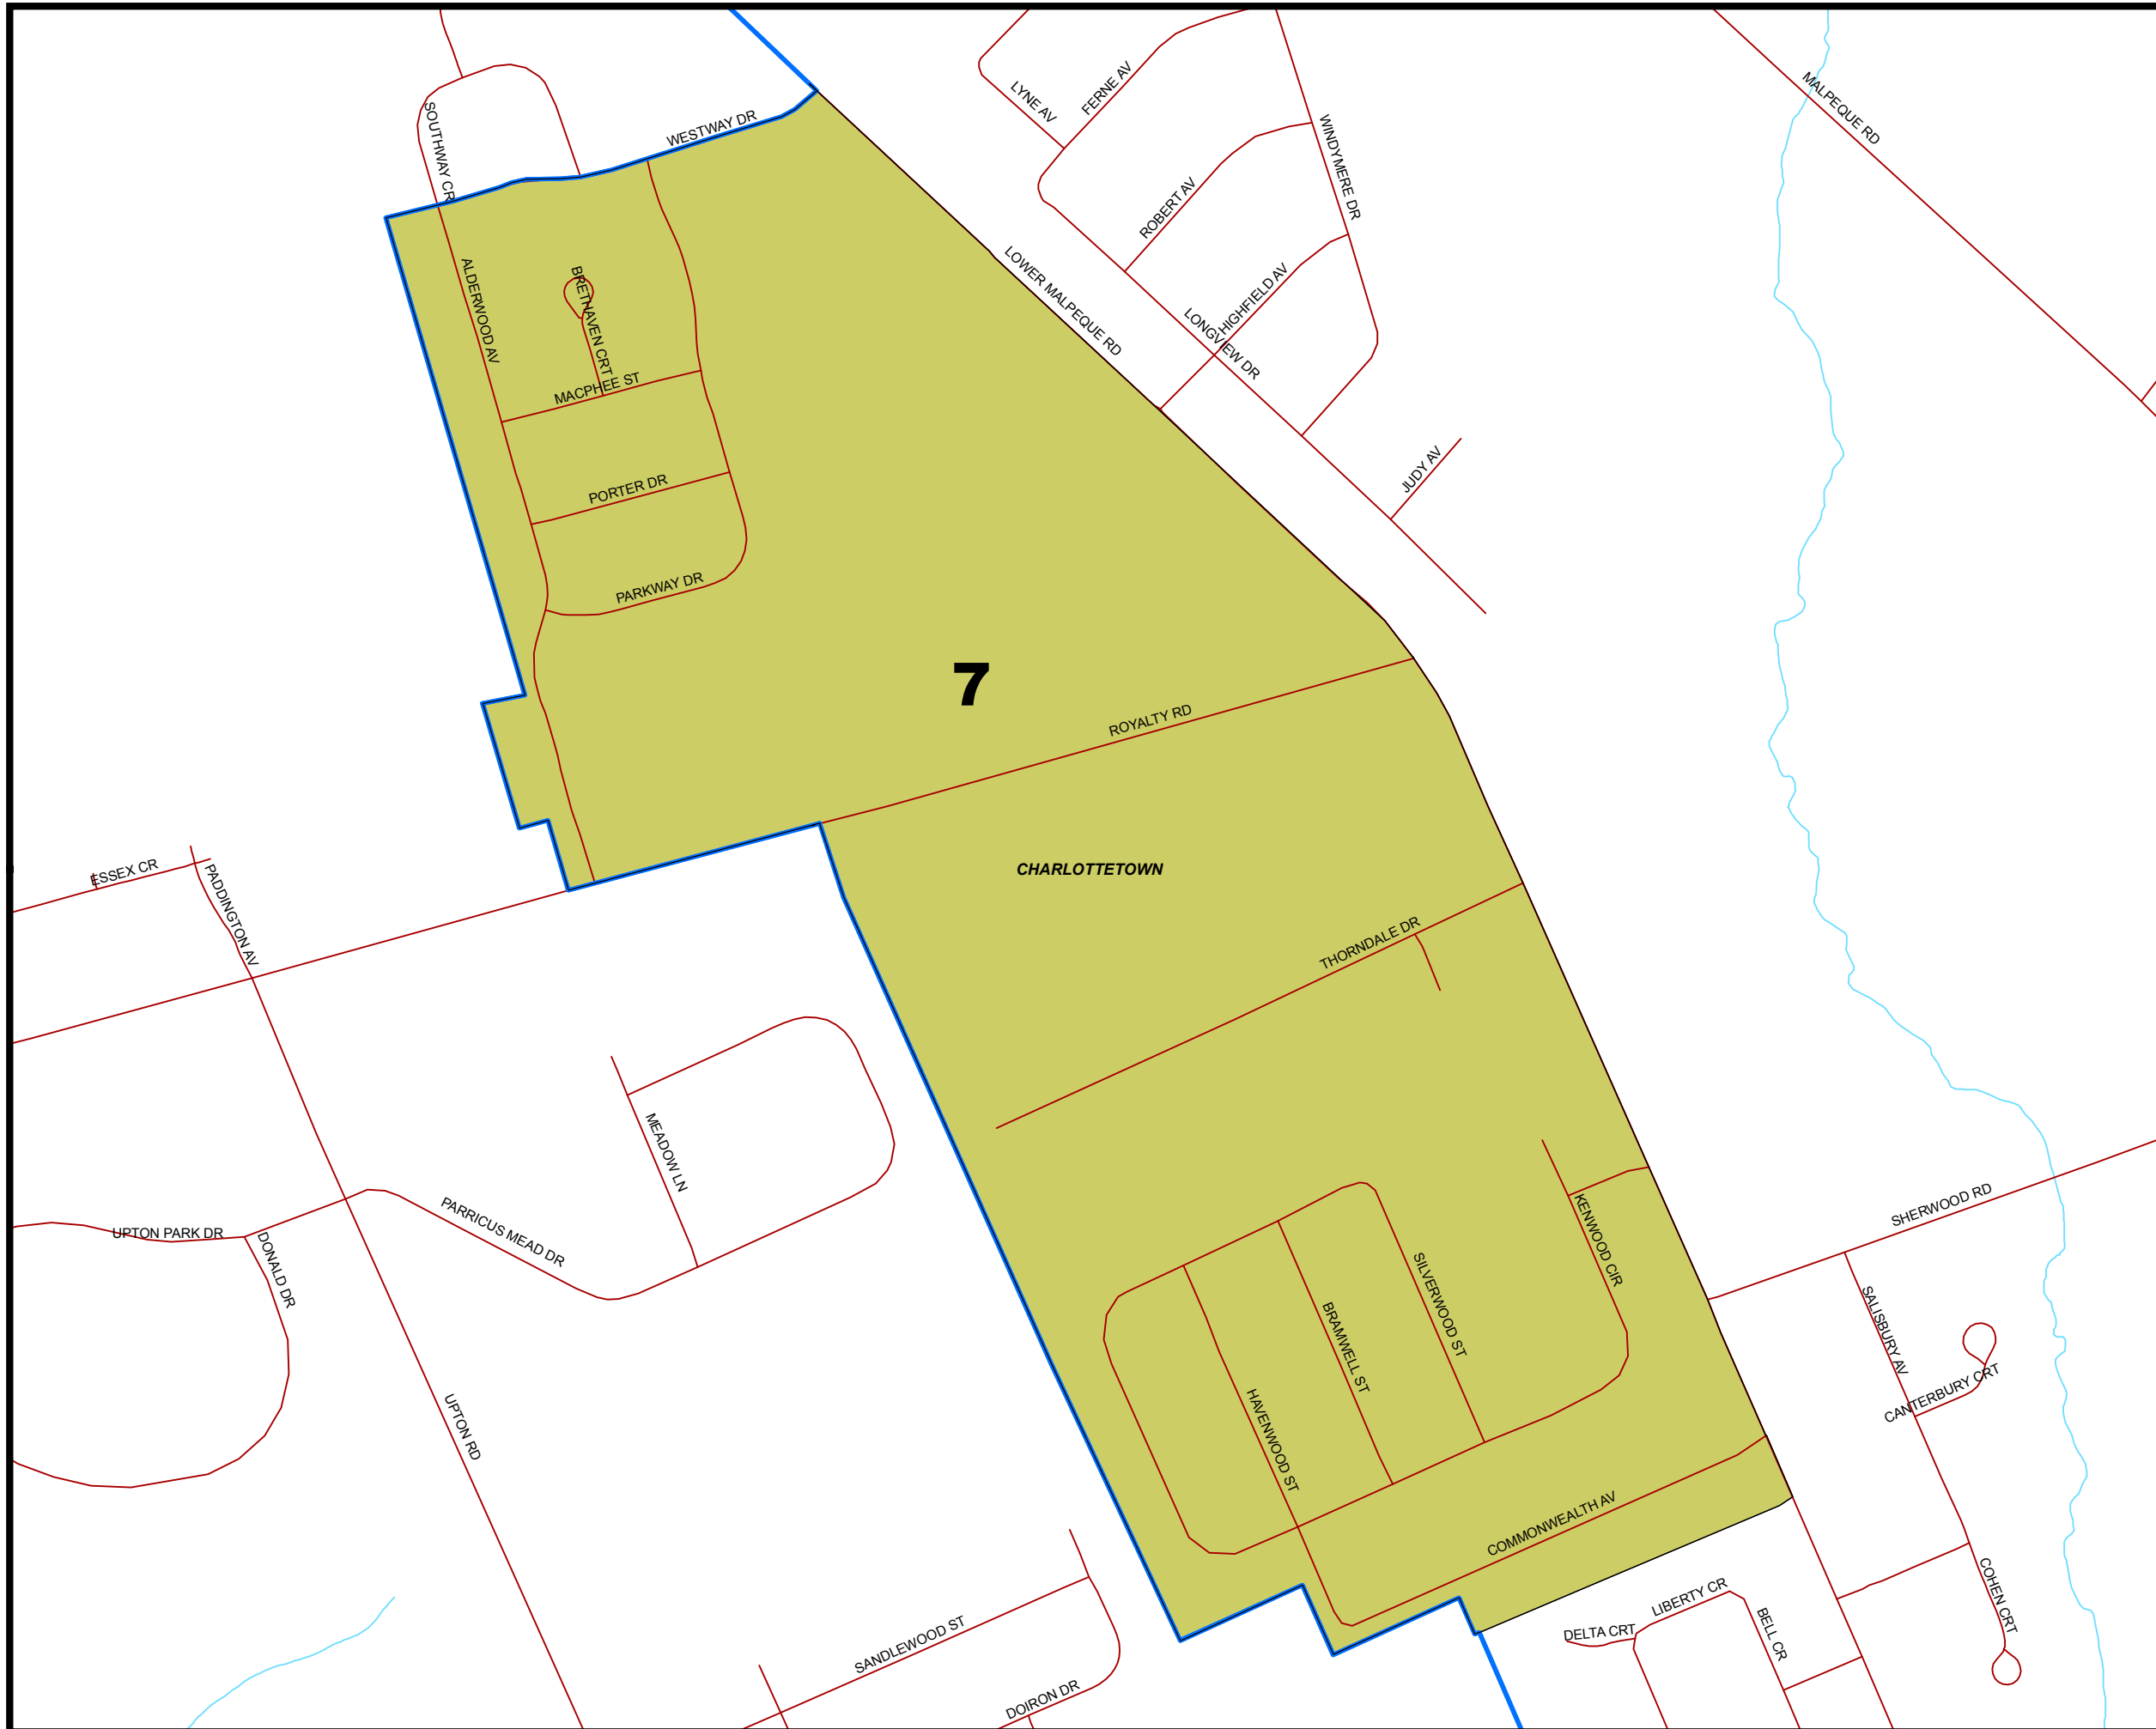 MALPEQUE RD
LYNE AV
FERNE AV
SOUTHWAY CR
WESTWAY DR
WINDYMERE DR
ROBERT AV
LOWER MALPEQUE RD
ALDERWOOD AV
BRETHAVEN CRT
HIGHFIELD AV
LONGVIEW DR
MACPHEE ST
JUDY AV
PORTER DR
PARKWAY DR
7
ROYALTY RD
ESSEX CR
PADDINGTON AV
CHARLOTTETOWN
THORNDALE DR
MEADOW LN
UPTON PARK DR
DONALD DR
PARRICUS MEAD DR
KENWOOD CIR
SHERWOOD RD
SILVERWOOD ST
BRAMWELL ST
SALISBURY AV
CANTERBURY CRT
HAVENWOOD ST
UPTON RD
COMMONWEALTH AV
COHEN CRT
LIBERTY CR
BELL CR
DELTA CRT
SANDLEWOOD ST
DOIRON DR